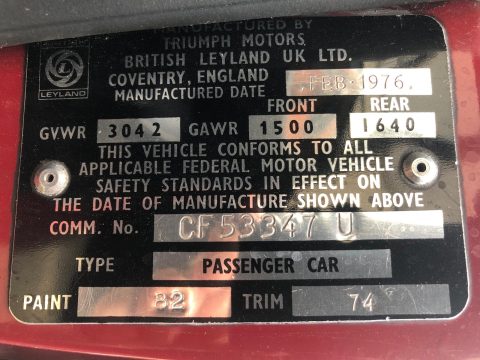 MANUFACTURED BY
TRIUMPH MOTORS
BRITISH LEYLAND UK LTD.
COVENTRY, ENGLAND
LEYLAND
MANUFACTURED DATE FEB·1976
FRONT REAR
GVWR 3042 GAWR 1500 1640
THIS VEHICLE CONFORMS TO ALL
APPLICABLE FEDERAL MOTOR VEHICLE
SAFETY STANDARDS IN EFFECT ON
THE DATE OF MANUFACTURE SHOWN ABOVE
COMM. No. CF 53347 U
TYPE PASSENGER CAR
PAINT 82 TRIM 74